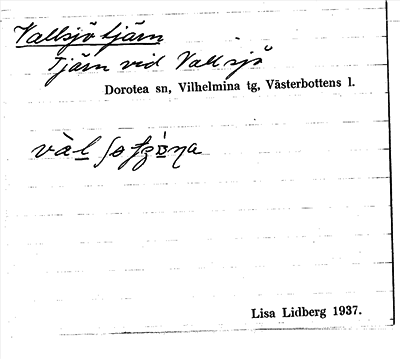 Vallsjötjärn
Tjärn vid Vallsjö
Dorotea sn, Vilhelmina tg, Västerbottens l.
Lisa Lidberg 1937.